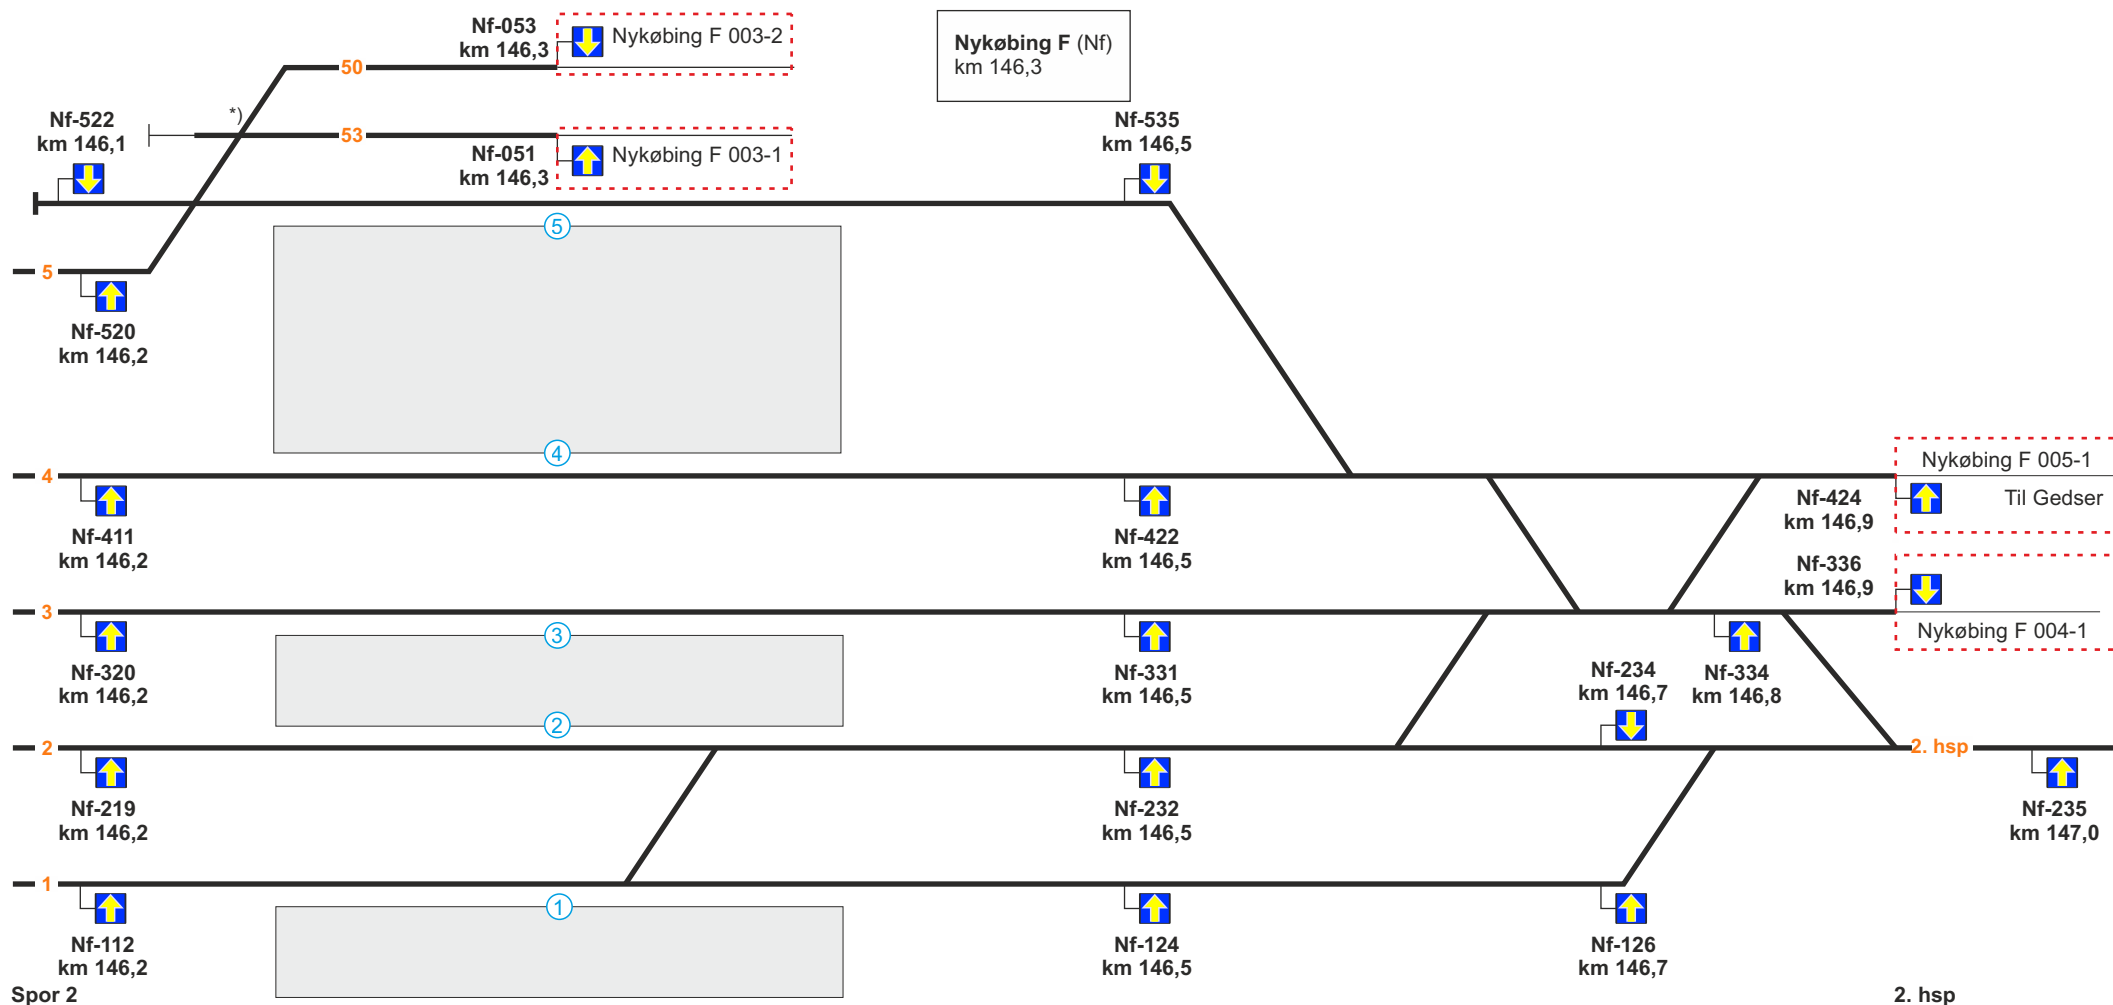 Nf-053
km 146,3
Nykøbing F 003-2
Nykøbing F (Nf)
km 146,3
50
*)
Nf-522
km 146,1
53
Nf-051
km 146,3
Nykøbing F 003-1
Nf-535
km 146,5
5
5
Nf-520
km 146,2
4
4
Nf-411
km 146,2
Nf-422
km 146,5
Nykøbing F 005-1
Nf-424
km 146,9
Til Gedser
Nf-336
km 146,9
3
3
Nf-320
km 146,2
Nf-331
km 146,5
Nf-234
km 146,7
Nf-334
km 146,8
Nykøbing F 004-1
2
2
2. hsp
Nf-219
km 146,2
Nf-232
km 146,5
Nf-235
km 147,0
1
1
Nf-112
km 146,2
Nf-124
km 146,5
Nf-126
km 146,7
Spor 2
2. hsp